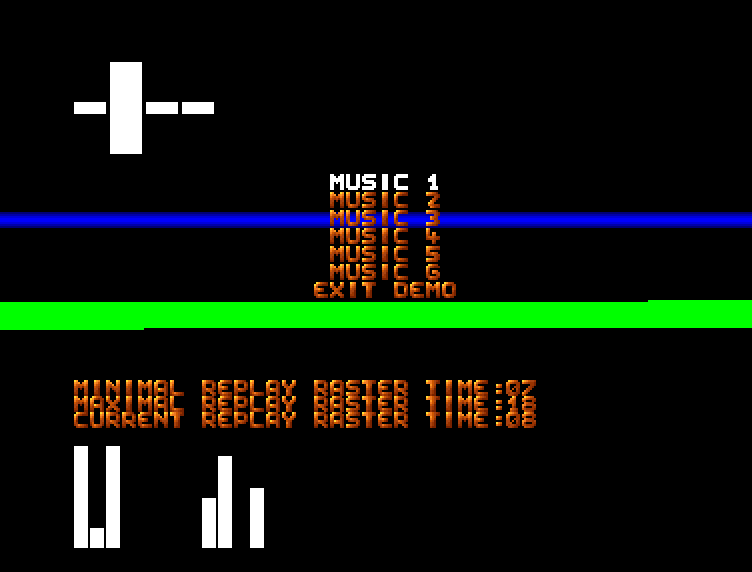 MUSIC 1
MUSIC 2
MUSIC 3
MUSIC 4
MUSIC 5
MUSIC 6
EXIT DEMO
MINIMAL REPLAY RASTER TIME:07
MAXIMAL REPLAY RASTER TIME:16
CURRENT REPLAY RASTER TIME:08